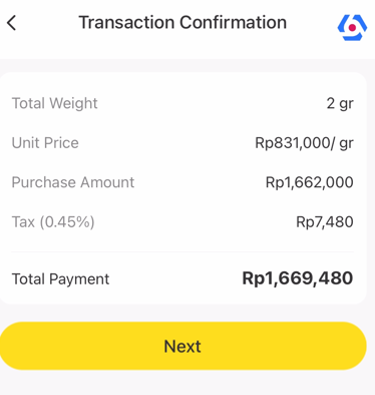 Transaction Confirmation
Total Weight 2 gr
Unit Price Rp831,000/ gr
Purchase Amount Rp1,662,000
Tax (0.45%) Rp7,480
Total Payment Rp1,669,480
Next